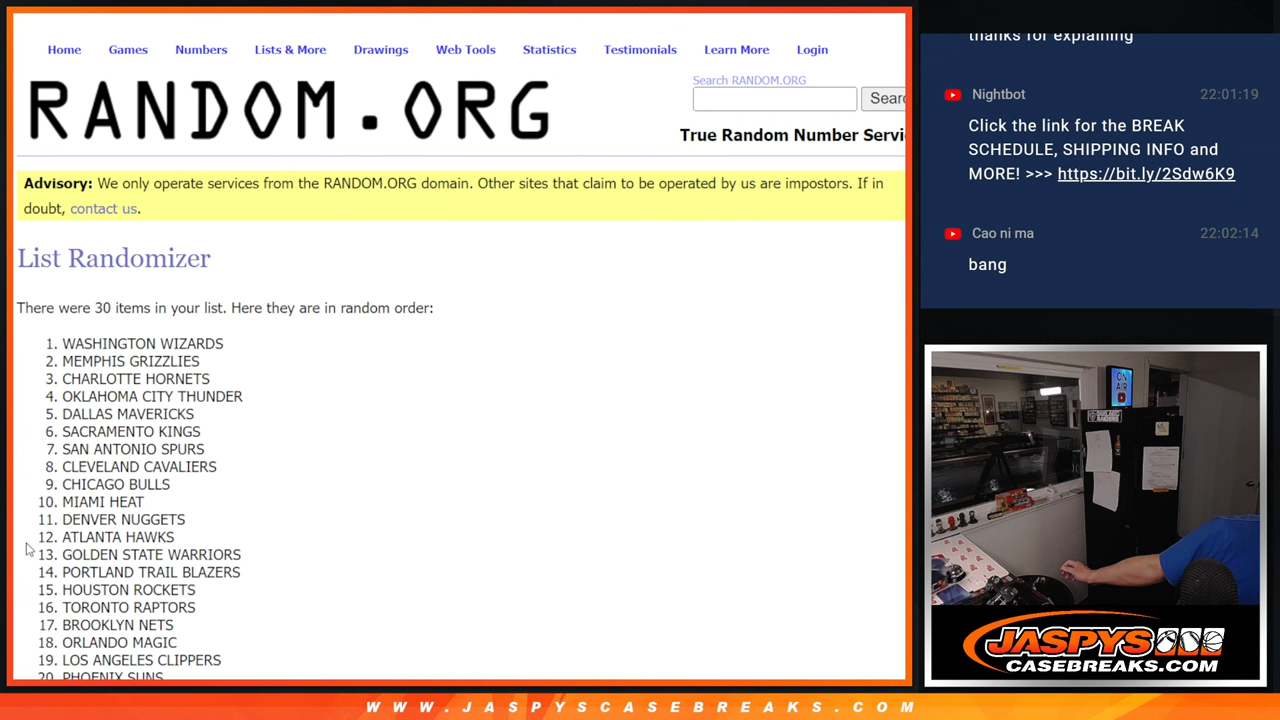 Home Games Numbers Lists & More Drawings Web Tools Statistics Testimonials Learn More Login
RANDOM.ORG
Search RANDOM.ORG
Sear
True Random Number Servi
Advisory: We only operate services from the RANDOM.ORG domain. Other sites that claim to be operated by us are impostors. If in
doubt, contact us.
List Randomizer
There were 30 items in your list. Here they are in random order:
1. WASHINGTON WIZARDS
2. MEMPHIS GRIZZLIES
3. CHARLOTTE HORNETS
4. OKLAHOMA CITY THUNDER
5. DALLAS MAVERICKS
6. SACRAMENTO KINGS
7. SAN ANTONIO SPURS
8. CLEVELAND CAVALIERS
9. CHICAGO BULLS
10. MIAMI HEAT
11. DENVER NUGGETS
12. ATLANTA HAWKS
13. GOLDEN STATE WARRIORS
14. PORTLAND TRAIL BLAZERS
15. HOUSTON ROCKETS
16. TORONTO RAPTORS
17. BROOKLYN NETS
18. ORLANDO MAGIC
19. LOS ANGELES CLIPPERS
20. PHOENIX SUNS
thanks for explaining
Nightbot 22:01:19
Click the link for the BREAK
SCHEDULE, SHIPPING INFO and
MORE! >>> https://bit.ly/2Sdw6K9
Cao ni ma 22:02:14
bang
ON
AIR
JASPYS
CASEBREAKS.COM
WWW.JASPYSCASEBREAKS.COM